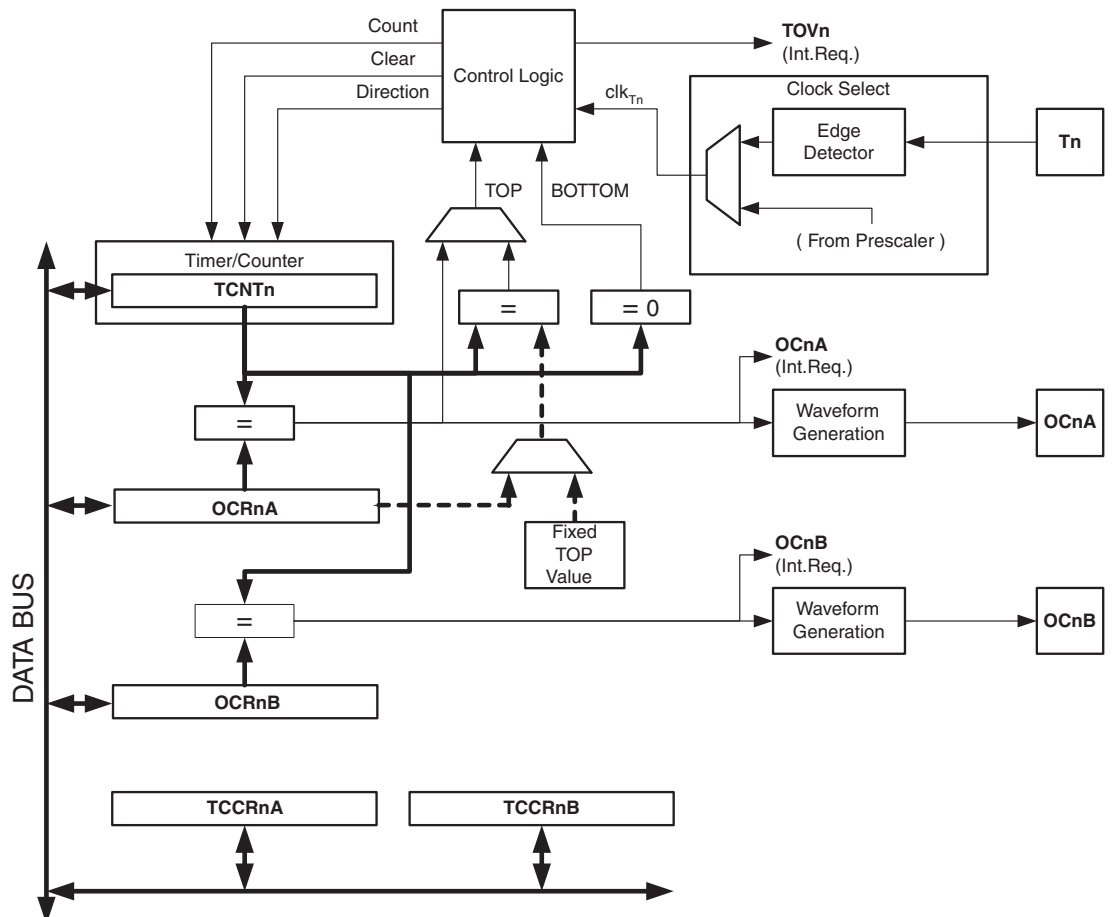 Count
Clear
Direction
Control Logic
TOVn
(Int.Req.)
clkTn
Clock Select
Edge
Detector
Tn
( From Prescaler )
TOP
BOTTOM
Timer/Counter
TCNTn
=
= 0
OCnA
(Int.Req.)
=
Waveform
Generation
OCnA
OCRnA
Fixed
TOP
Value
OCnB
(Int.Req.)
=
Waveform
Generation
OCnB
OCRnB
DATA BUS
TCCRnA
TCCRnB